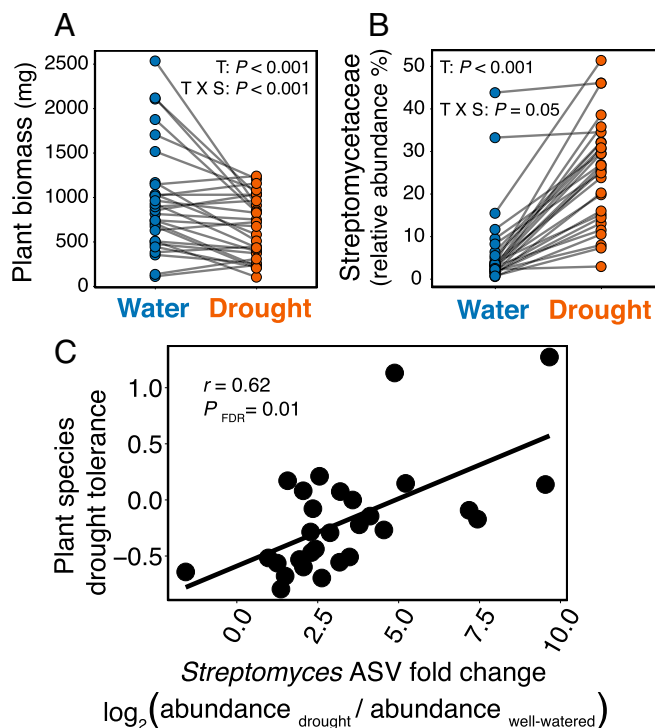 A
Plant biomass (mg)
2500
2000
1500
1000
500
0
T: P < 0.001
T X S: P < 0.001
Water Drought
B
Streptomycetaceae
(relative abundance %)
50
40
30
20
10
0
T: P < 0.001
T X S: P = 0.05
Water Drought
C
Plant species
drought tolerance
1.0
0.5
0.0
−0.5
r = 0.62
P FDR = 0.01
0.0 2.5 5.0 7.5 10.0
Streptomyces ASV fold change
log2(abundance drought / abundance well-watered)